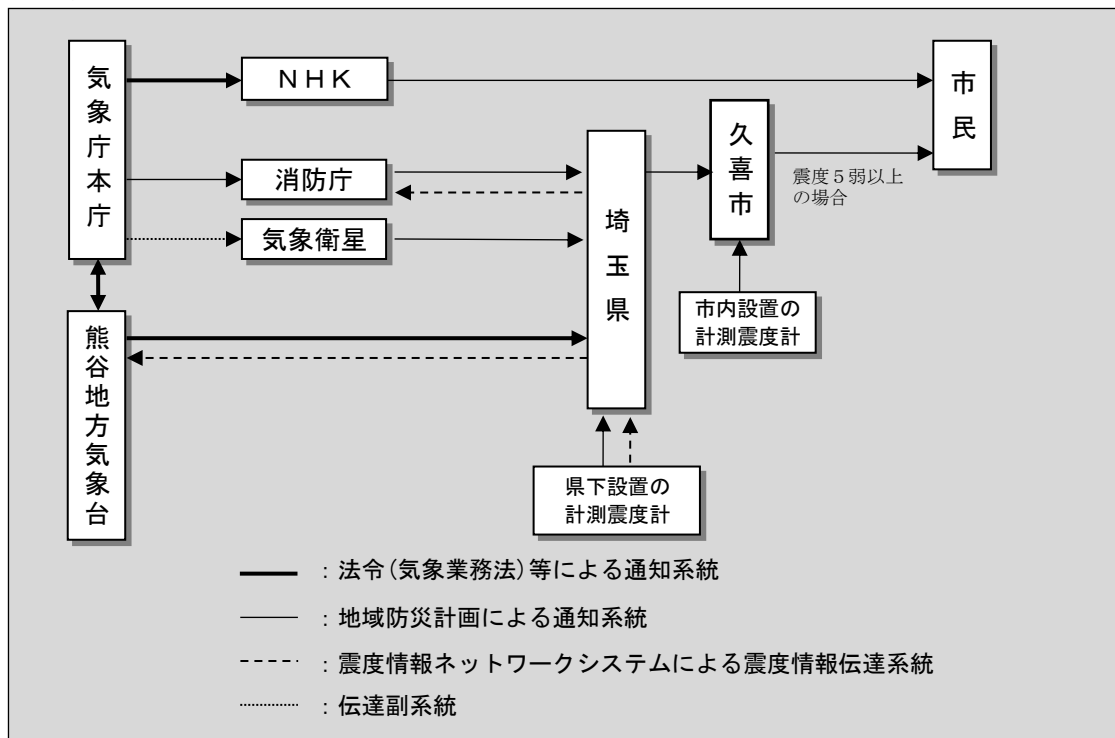 気象庁本庁
ＮＨＫ
市民
消防庁
気象衛星
埼玉県
久喜市
震度５弱以上
の場合
市内設置の
計測震度計
熊谷地方気象台
県下設置の
計測震度計
：法令(気象業務法)等による通知系統
：地域防災計画による通知系統
：震度情報ネットワークシステムによる震度情報伝達系統
：伝達副系統